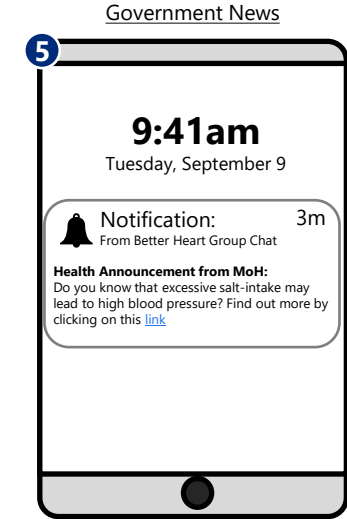 Government News
5
9:41am
Tuesday, September 9
Notification:
3m
From Better Heart Group Chat
Health Announcement from MoH:
Do you know that excessive salt-intake may
lead to high blood pressure? Find out more by
clicking on this link